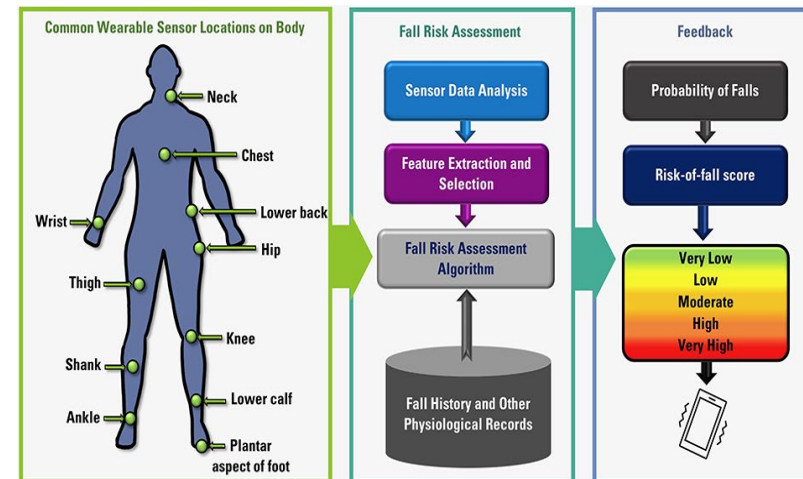 Common Wearable Sensor Locations on Body
Neck
Chest
Lower back
Wrist
Hip
Thigh
Knee
Shank
Lower calf
Ankle
Plantar
aspect of foot
Fall Risk Assessment
Sensor Data Analysis
Feature Extraction and
Selection
Fall Risk Assessment
Algorithm
Fall History and Other
Physiological Records
Feedback
Probability of Falls
Risk-of-fall score
Very Low
Low
Moderate
High
Very High